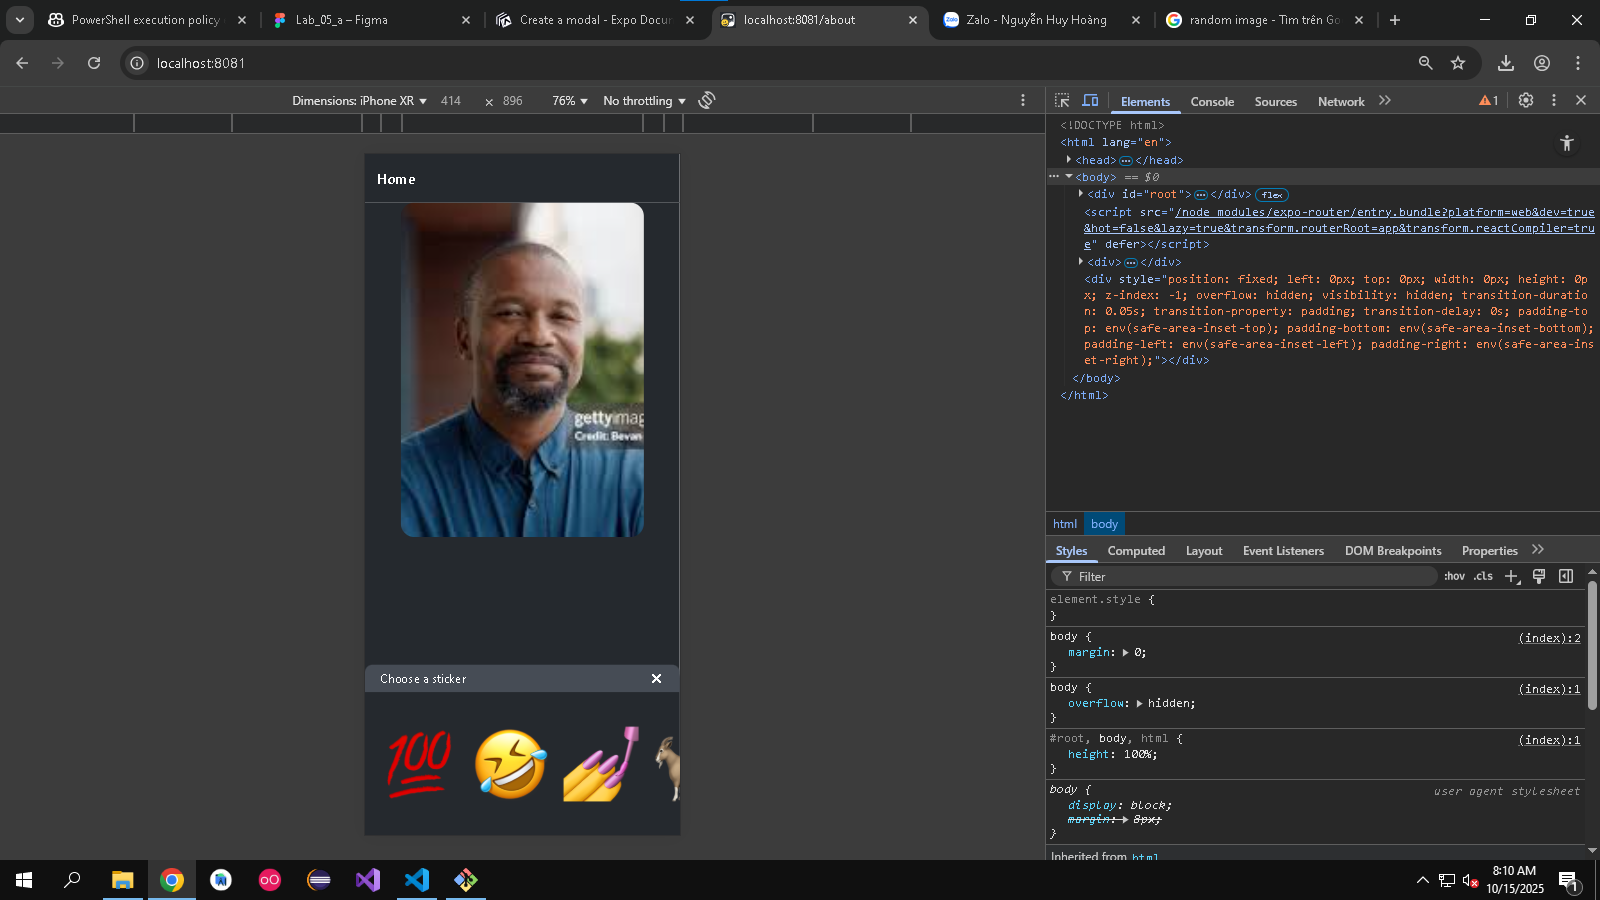 PowerShell execution policy
Lab_05_a – Figma
Create a modal - Expo Docum
localhost:8081/about
Zalo - Nguyễn Huy Hoàng
random image - Tìm trên Go
localhost:8081
Dimensions: iPhone XR
414 × 896
76%
No throttling
Elements
Console
Sources
Network
1
Home
gettyimag
Credit: Bevan
Choose a sticker
<!DOCTYPE html>
<html lang="en">
<head> ⋯ </head>
<body> == $0
<div id="root"> ⋯ </div> flex
<script src="/node_modules/expo-router/entry.bundle?platform=web&dev=true
&hot=false&lazy=true&transform.routerRoot=app&transform.reactCompiler=tru
e" defer></script>
<div> ⋯ </div>
<div style="position: fixed; left: 0px; top: 0px; width: 0px; height: 0p
x; z-index: -1; overflow: hidden; visibility: hidden; transition-duratio
n: 0.05s; transition-property: padding; transition-delay: 0s; padding-to
p: env(safe-area-inset-top); padding-bottom: env(safe-area-inset-bottom);
padding-left: env(safe-area-inset-left); padding-right: env(safe-area-ins
et-right);"></div>
</body>
</html>
html body
Styles
Computed
Layout
Event Listeners
DOM Breakpoints
Properties
Filter
:hov .cls
element.style {
}
body { (index):2
margin: 0;
}
body { (index):1
overflow: hidden;
}
#root, body, html { (index):1
height: 100%;
}
body { user agent stylesheet
display: block;
margin: 8px;
}
Inherited from html
8:10 AM
10/15/2025
1